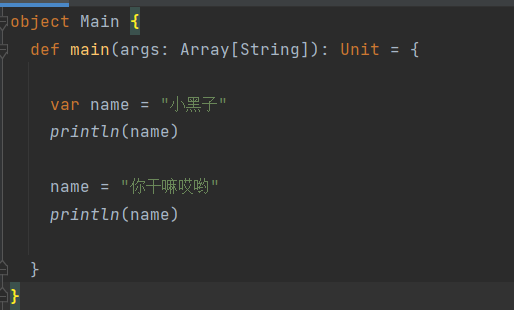 object Main {
def main(args: Array[String]): Unit = {
var name = "小黑子"
println(name)
name = "你干嘛哎哟"
println(name)
}
}